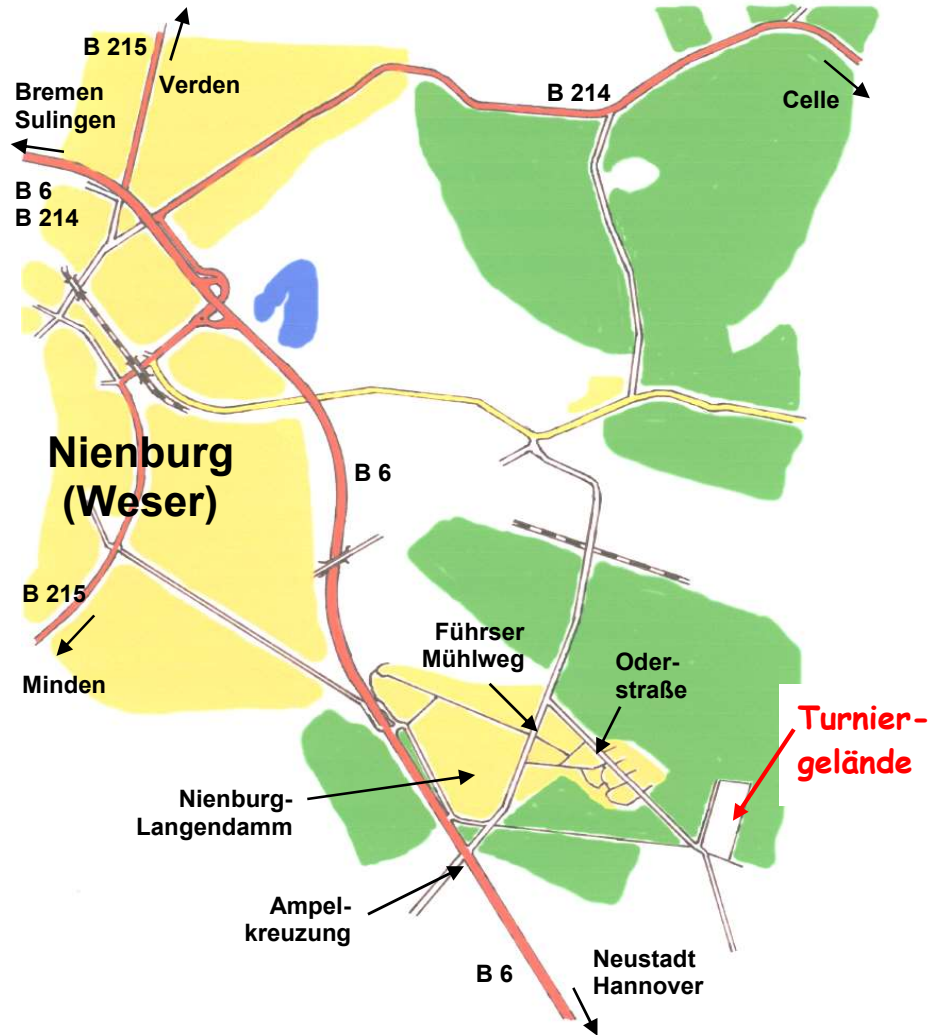 B 215
Verden
Bremen
Sulingen
B 214
Celle
B 6
B 214
Nienburg
(Weser)
B 6
B 215
Minden
Führser
Mühlweg
Oder-
straße
Turnier-
gelände
Nienburg-
Langendamm
Ampel-
kreuzung
B 6
Neustadt
Hannover